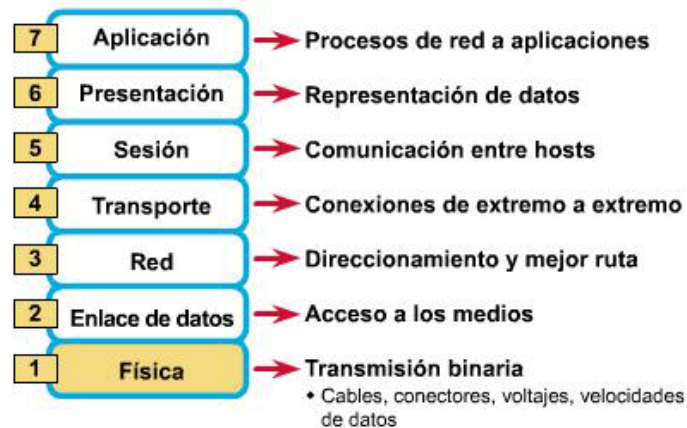 7 Aplicación Procesos de red a aplicaciones
6 Presentación Representación de datos
5 Sesión Comunicación entre hosts
4 Transporte Conexiones de extremo a extremo
3 Red Direccionamiento y mejor ruta
2 Enlace de datos Acceso a los medios
1 Física Transmisión binaria
• Cables, conectores, voltajes, velocidades
de datos